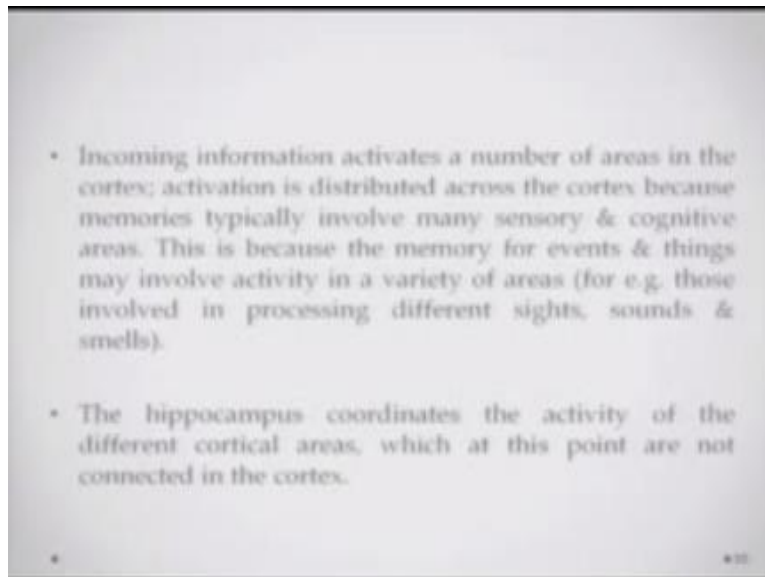 • Incoming information activates a number of areas in the
cortex; activation is distributed across the cortex because
memories typically involve many sensory & cognitive
areas. This is because the memory for events & things
may involve activity in a variety of areas (for e.g. those
involved in processing different sights, sounds &
smells).
• The hippocampus coordinates the activity of the
different cortical areas, which at this point are not
connected in the cortex.